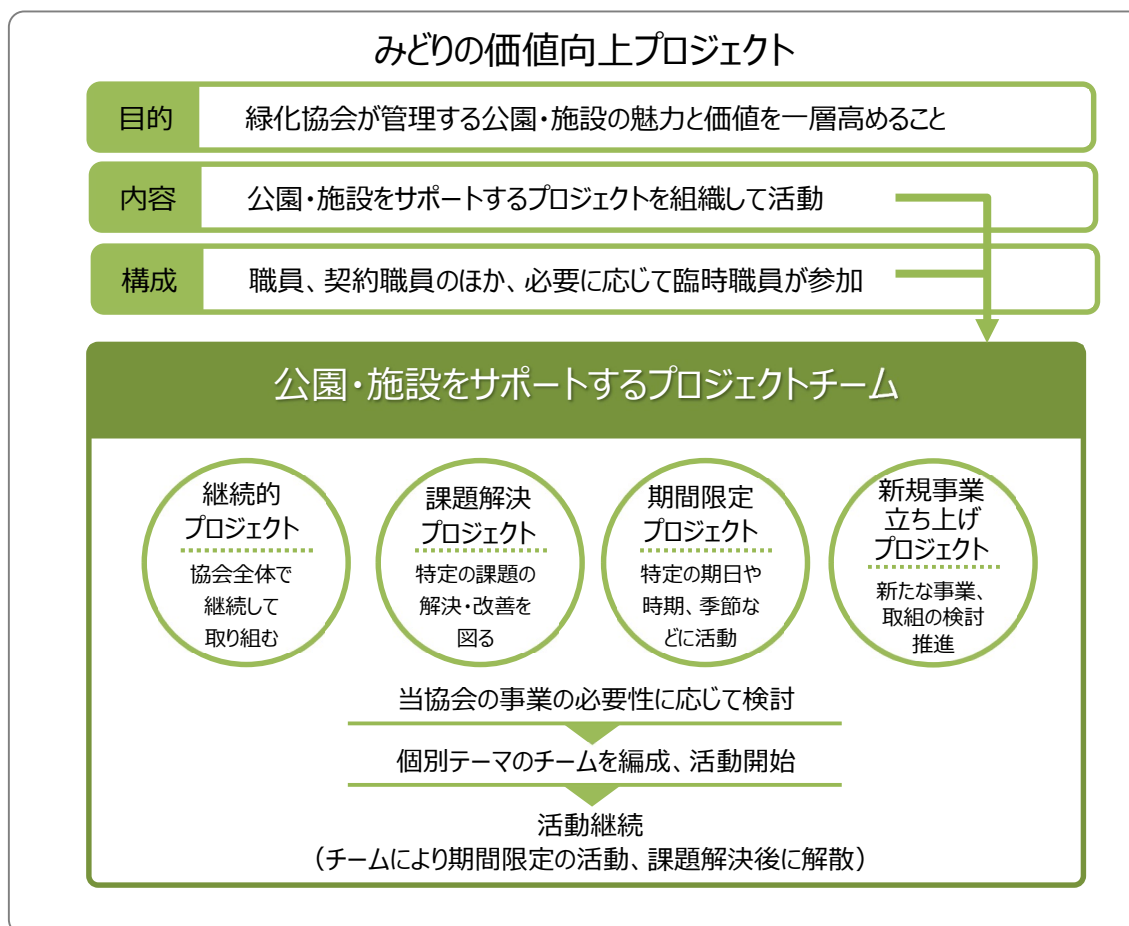 みどりの価値向上プロジェクト
目的
緑化協会が管理する公園・施設の魅力と価値を一層高めること
内容
公園・施設をサポートするプロジェクトを組織して活動
構成
職員、契約職員のほか、必要に応じて臨時職員が参加
公園・施設をサポートするプロジェクトチーム
継続的
プロジェクト
協会全体で
継続して
取り組む
課題解決
プロジェクト
特定の課題の
解決・改善を
図る
期間限定
プロジェクト
特定の期日や
時期、季節な
どに活動
新規事業
立ち上げ
プロジェクト
新たな事業、
取組の検討
推進
当協会の事業の必要性に応じて検討
個別テーマのチームを編成、活動開始
活動継続
（チームにより期間限定の活動、課題解決後に解散）